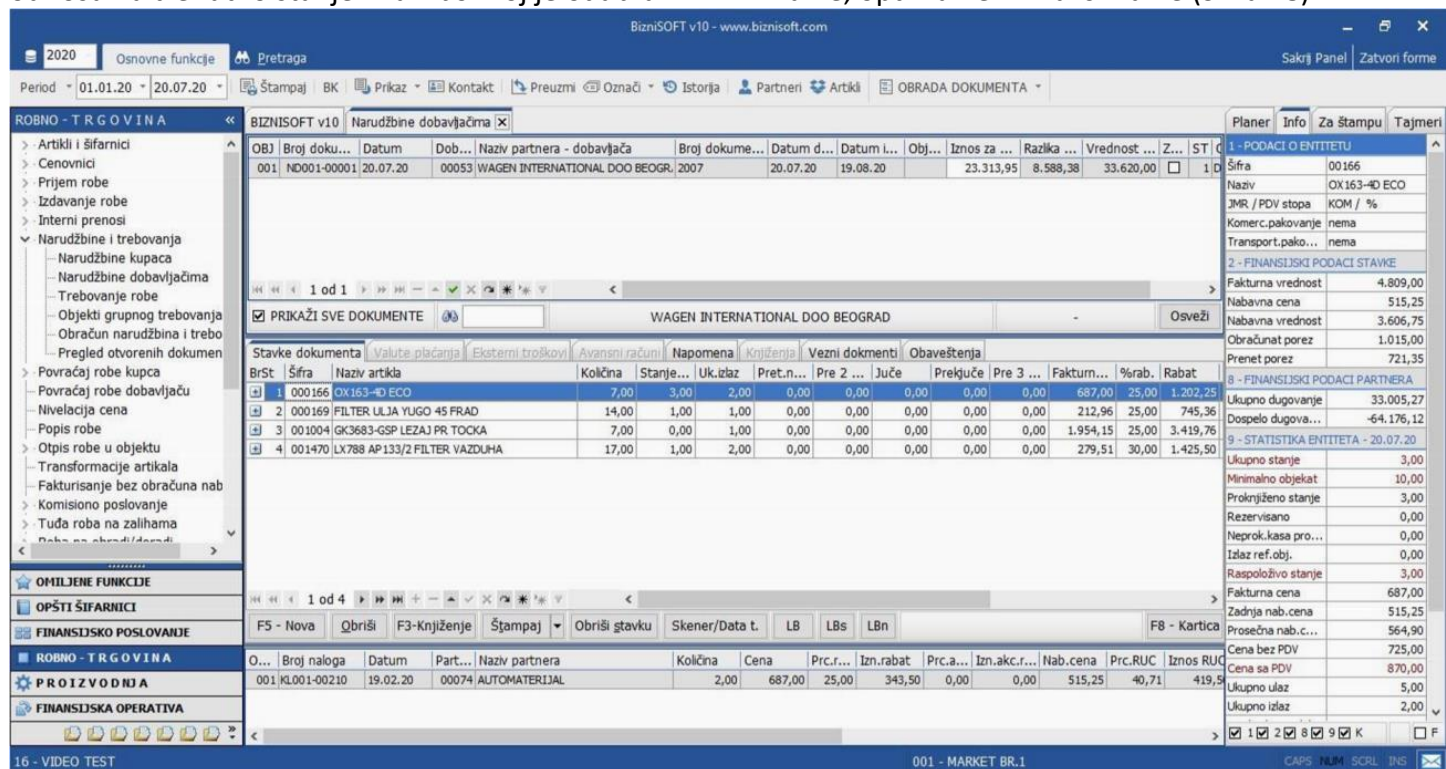 BizniSOFT v10 - www.biznisoft.com
2020 Osnovne funkcije Pretraga Sakrij Panel Zatvori forme
Period 01.01.20 20.07.20 Štampaj BK Prikaz Kontakt Preuzmi Označi Istorija Partneri Artikli OBRADA DOKUMENTA
ROBNO - T R G O V I N A «
> Artikli i šifarnici
> Cenovnici
> Prijem robe
> Izdavanje robe
> Interni prenosi
Narudžbine i trebovanja
Narudžbine kupaca
Narudžbine dobavljačima
Trebovanje robe
Objekti grupnog trebovanja
Obračun narudžbina i trebo
Pregled otvorenih dokumen
> Povraćaj robe kupca
Povraćaj robe dobavljaču
Nivelacija cena
Popis robe
> Otpis robe u objektu
Transformacije artikala
Fakturisanje bez obračuna nab
> Komisiono poslovanje
> Tuđa roba na zalihama
OMILJENE FUNKCIJE
OPŠTI ŠIFARNICI
FINANSIJSKO POSLOVANJE
ROBNO - T R G O V I N A
P R O I Z V O D NJ A
FINANSIJSKA OPERATIVA
BIZNISOFT v10 Narudžbine dobavljačima
OBJ Broj doku... Datum Dob... Naziv partnera - dobavljača Broj dokume... Datum d... Datum i... Obj... Iznos za ... Razlika ... Vrednost ... Z... ST
001 ND001-00001 20.07.20 00053 WAGEN INTERNATIONAL DOO BEOGR. 2007 20.07.20 19.08.20 23.313,95 8.588,38 33.620,00 1 D
1 od 1
PRIKAŽI SVE DOKUMENTE WAGEN INTERNATIONAL DOO BEOGRAD - Osveži
Stavke dokumenta Valute plaćanja Eksterni troškovi Avansni računi Napomena Knjiženja Vezni dokmenti Obaveštenja
BrSt Šifra Naziv artikla Količina Stanje... Uk.izlaz Pret.n... Pre 2 ... Juče Prekjuče Pre 3 ... Fakturn... %rab. Rabat
1 000166 OX163-4D ECO 7,00 3,00 2,00 0,00 0,00 0,00 0,00 0,00 687,00 25,00 1.202,25
2 000169 FILTER ULJA YUGO 45 FRAD 14,00 1,00 1,00 0,00 0,00 0,00 0,00 0,00 212,96 25,00 745,36
3 001004 GK3683-GSP LEZAJ PR TOCKA 7,00 0,00 1,00 0,00 0,00 0,00 0,00 0,00 1.954,15 25,00 3.419,76
4 001470 LX788 AP133/2 FILTER VAZDUHA 17,00 1,00 2,00 0,00 0,00 0,00 0,00 0,00 279,51 30,00 1.425,50
1 od 4
F5 - Nova Obriši F3-Knjiženje Štampaj Obriši stavku Skener/Data t. LB LBs LBn F8 - Kartica
O... Broj naloga Datum Part... Naziv partnera Količina Cena Prc.r... Izn.rabat Prc.a... Izn.akc.r... Nab.cena Prc.RUC Iznos RUC
001 KL001-00210 19.02.20 00074 AUTOMATERIJAL 2,00 687,00 25,00 343,50 0,00 0,00 515,25 40,71 419,5
Planer Info Za štampu Tajmeri
1 - PODACI O ENTITETU
Šifra 00166
Naziv OX163-4D ECO
JMR / PDV stopa KOM / %
Komerc.pakovanje nema
Transport.pako... nema
2 - FINANSIJSKI PODACI STAVKE
Fakturna vrednost 4.809,00
Nabavna cena 515,25
Nabavna vrednost 3.606,75
Obračunat porez 1.015,00
Prenet porez 721,35
8 - FINANSIJSKI PODACI PARTNERA
Ukupno dugovanje 33.005,27
Dospelo dugova... -64.176,12
9 - STATISTIKA ENTITETA - 20.07.20
Ukupno stanje 3,00
Minimalno objekat 10,00
Proknjiženo stanje 3,00
Rezervisano 0,00
Neprok.kasa pro... 0,00
Izlaz ref.obj. 0,00
Raspoloživo stanje 3,00
Fakturna cena 687,00
Zadnja nab.cena 515,25
Prosečna nab.c... 564,90
Cena bez PDV 725,00
Cena sa PDV 870,00
Ukupno ulaz 5,00
Ukupno izlaz 2,00
1 2 8 9 K F
16 - VIDEO TEST 001 - MARKET BR.1 CAPS NUM SCRL INS